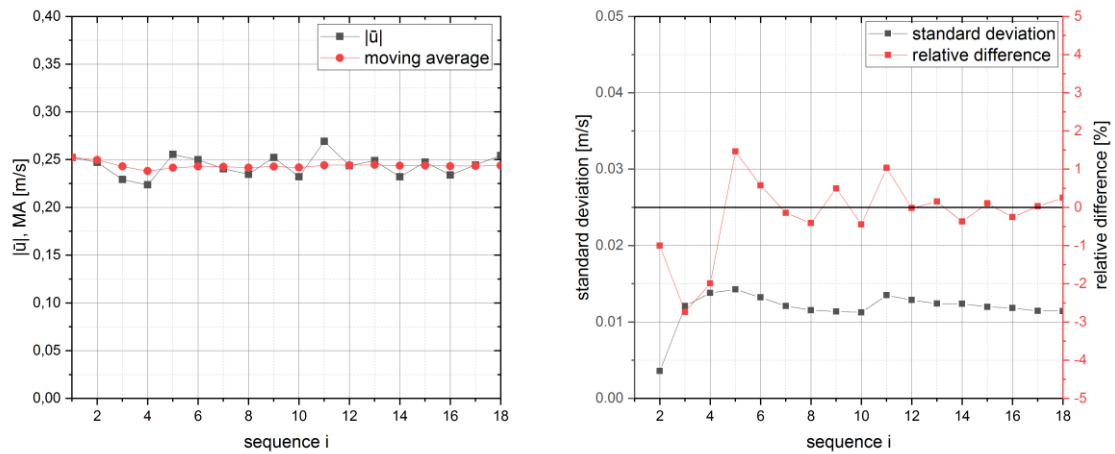 0,40
0,35
0,30
0,25
0,20
0,15
0,10
0,05
0,00
|ū|, MA [m/s]
|ū|
moving average
2 4 6 8 10 12 14 16 18
sequence i
0.05
0.04
0.03
0.02
0.01
0.00
standard deviation [m/s]
standard deviation
relative difference
5
4
3
2
1
0
-1
-2
-3
-4
-5
relative difference [%]
2 4 6 8 10 12 14 16 18
sequence i